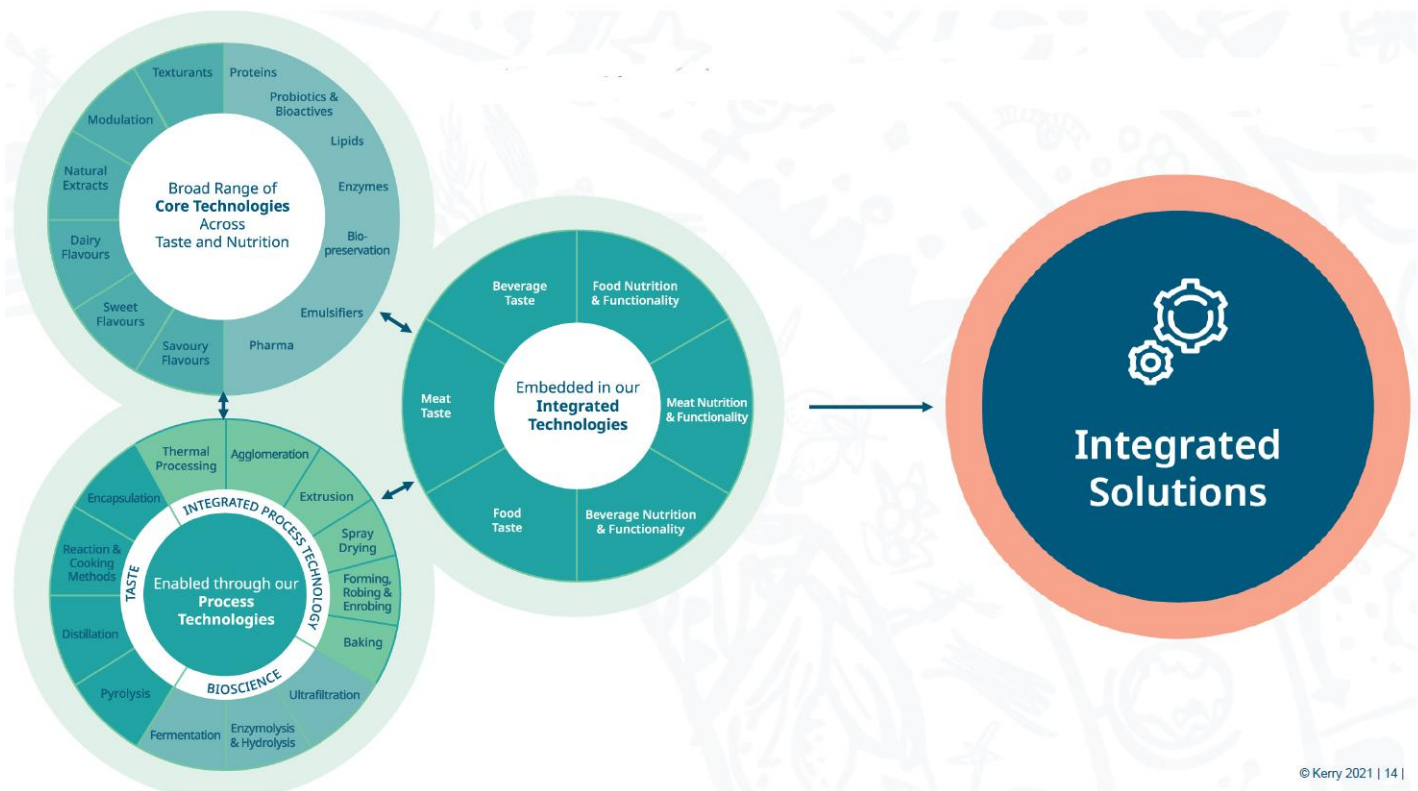 Texturants
Proteins
Probiotics &
Bioactives
Modulation
Lipids
Natural
Extracts
Enzymes
Broad Range of
Core Technologies
Across
Taste and Nutrition
Dairy
Flavours
Bio-
preservation
Sweet
Flavours
Emulsifiers
Savoury
Flavours
Pharma
Beverage
Taste
Food Nutrition
& Functionality
Meat
Taste
Embedded in our
Integrated
Technologies
Meat Nutrition
& Functionality
Food
Taste
Beverage Nutrition
& Functionality
Thermal
Processing
Agglomeration
Encapsulation
Extrusion
INTEGRATED PROCESS TECHNOLOGY
Spray
Drying
Reaction &
Cooking
Methods
TASTE
Enabled through our
Process
Technologies
Forming,
Robing &
Enrobing
Distillation
Baking
Pyrolysis
BIOSCIENCE
Ultrafiltration
Fermentation
Enzymolysis
& Hydrolysis
Integrated
Solutions
© Kerry 2021 | 14 |